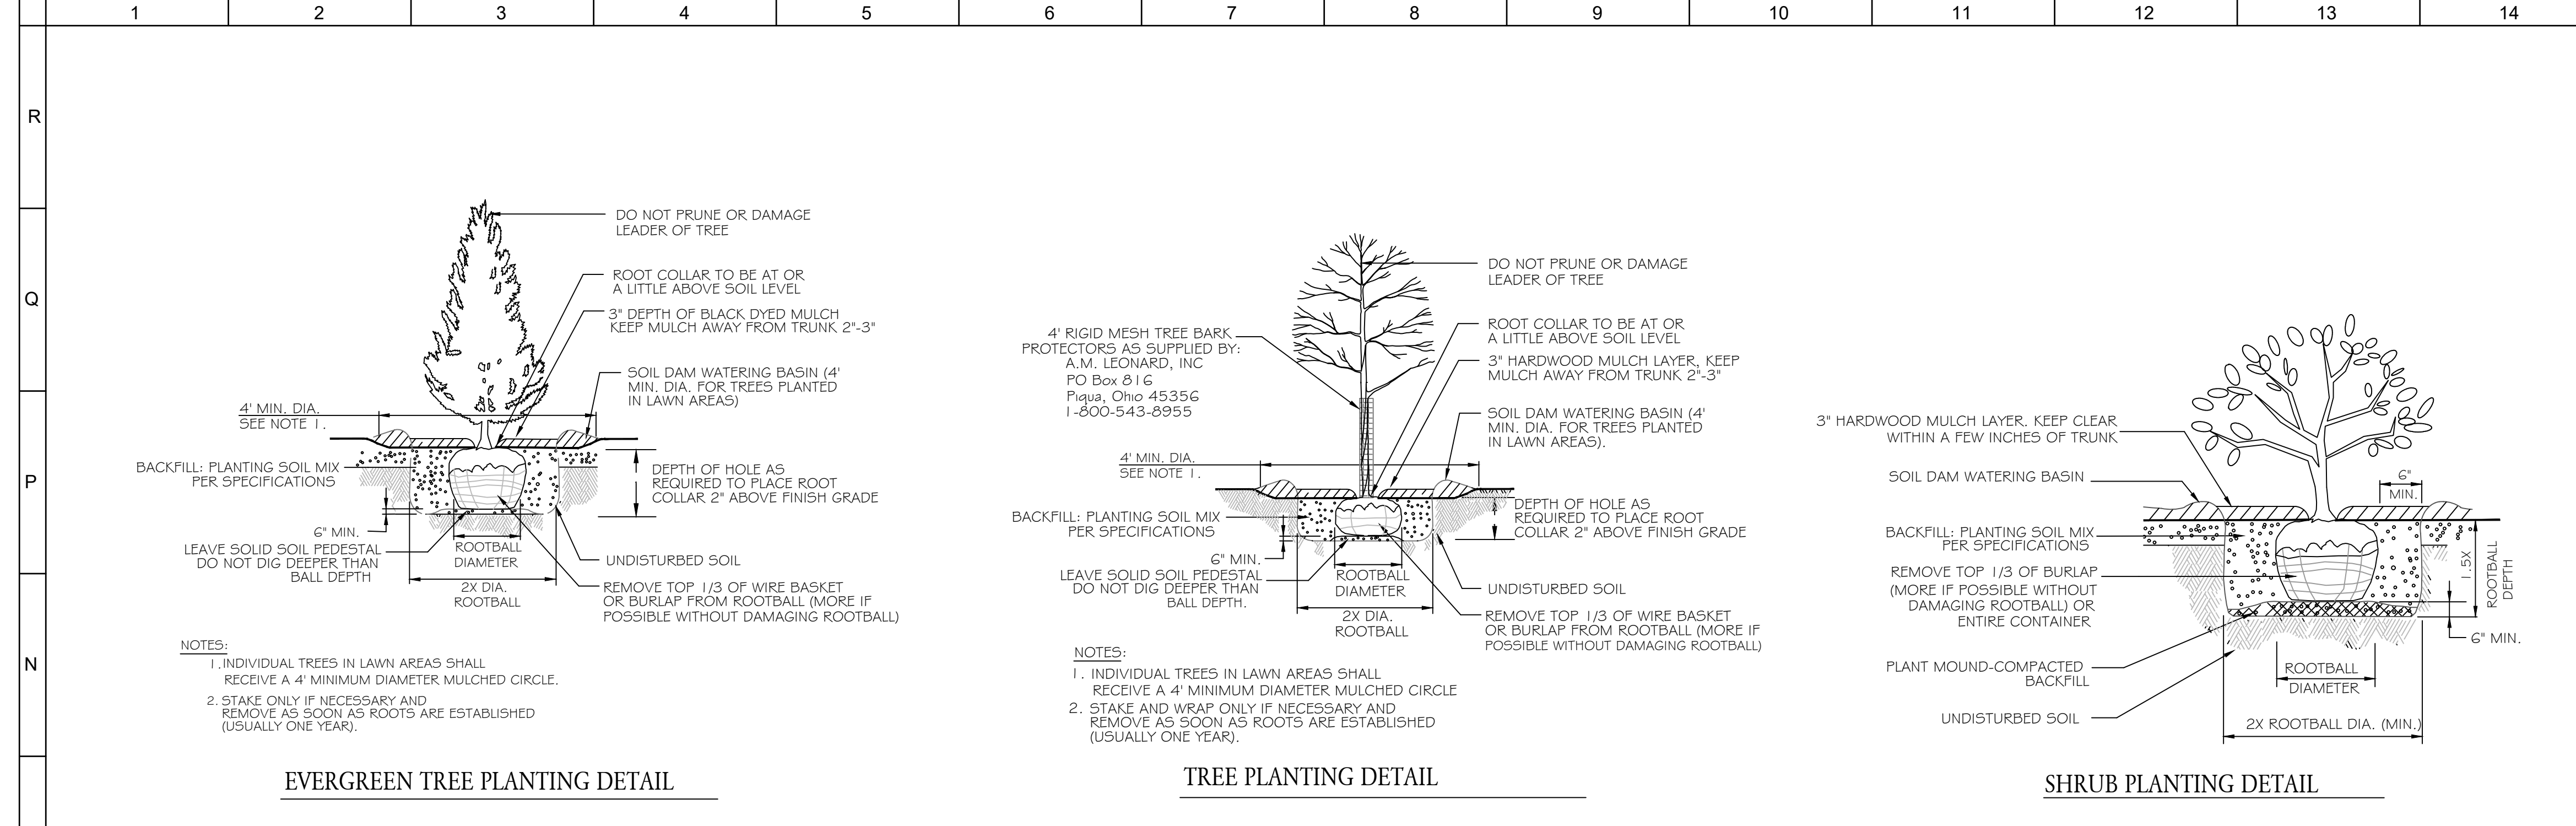 1 2 3 4 5 6 7 8 9 10 11 12 13 14
R
Q
P
N
DO NOT PRUNE OR DAMAGE
LEADER OF TREE
ROOT COLLAR TO BE AT OR
A LITTLE ABOVE SOIL LEVEL
3" DEPTH OF BLACK DYED MULCH
KEEP MULCH AWAY FROM TRUNK 2"-3"
SOIL DAM WATERING BASIN (4'
MIN. DIA. FOR TREES PLANTED
IN LAWN AREAS)
4' MIN. DIA.
SEE NOTE 1.
BACKFILL: PLANTING SOIL MIX
PER SPECIFICATIONS
DEPTH OF HOLE AS
REQUIRED TO PLACE ROOT
COLLAR 2" ABOVE FINISH GRADE
6" MIN.
LEAVE SOLID SOIL PEDESTAL
DO NOT DIG DEEPER THAN
BALL DEPTH
ROOTBALL
DIAMETER
UNDISTURBED SOIL
2X DIA.
ROOTBALL
REMOVE TOP 1/3 OF WIRE BASKET
OR BURLAP FROM ROOTBALL (MORE IF
POSSIBLE WITHOUT DAMAGING ROOTBALL)
NOTES:
1. INDIVIDUAL TREES IN LAWN AREAS SHALL
RECEIVE A 4' MINIMUM DIAMETER MULCHED CIRCLE.
2. STAKE ONLY IF NECESSARY AND
REMOVE AS SOON AS ROOTS ARE ESTABLISHED
(USUALLY ONE YEAR).
EVERGREEN TREE PLANTING DETAIL
DO NOT PRUNE OR DAMAGE
LEADER OF TREE
4' RIGID MESH TREE BARK
PROTECTORS AS SUPPLIED BY:
A.M. LEONARD, INC
PO Box 816
Piqua, Ohio 45356
1-800-543-8955
ROOT COLLAR TO BE AT OR
A LITTLE ABOVE SOIL LEVEL
3" HARDWOOD MULCH LAYER, KEEP
MULCH AWAY FROM TRUNK 2"-3"
SOIL DAM WATERING BASIN (4'
MIN. DIA. FOR TREES PLANTED
IN LAWN AREAS).
4' MIN. DIA.
SEE NOTE 1.
BACKFILL: PLANTING SOIL MIX
PER SPECIFICATIONS
DEPTH OF HOLE AS
REQUIRED TO PLACE ROOT
COLLAR 2" ABOVE FINISH GRADE
6" MIN.
LEAVE SOLID SOIL PEDESTAL
DO NOT DIG DEEPER THAN
BALL DEPTH.
ROOTBALL
DIAMETER
UNDISTURBED SOIL
2X DIA.
ROOTBALL
REMOVE TOP 1/3 OF WIRE BASKET
OR BURLAP FROM ROOTBALL (MORE IF
POSSIBLE WITHOUT DAMAGING ROOTBALL)
NOTES:
1. INDIVIDUAL TREES IN LAWN AREAS SHALL
RECEIVE A 4' MINIMUM DIAMETER MULCHED CIRCLE
2. STAKE AND WRAP ONLY IF NECESSARY AND
REMOVE AS SOON AS ROOTS ARE ESTABLISHED
(USUALLY ONE YEAR).
TREE PLANTING DETAIL
3" HARDWOOD MULCH LAYER. KEEP CLEAR
WITHIN A FEW INCHES OF TRUNK
SOIL DAM WATERING BASIN
6"
MIN.
BACKFILL: PLANTING SOIL MIX
PER SPECIFICATIONS
REMOVE TOP 1/3 OF BURLAP
(MORE IF POSSIBLE WITHOUT
DAMAGING ROOTBALL) OR
ENTIRE CONTAINER
1.5X
ROOTBALL
DEPTH
6" MIN.
PLANT MOUND-COMPACTED
BACKFILL
ROOTBALL
DIAMETER
UNDISTURBED SOIL
2X ROOTBALL DIA. (MIN.)
SHRUB PLANTING DETAIL